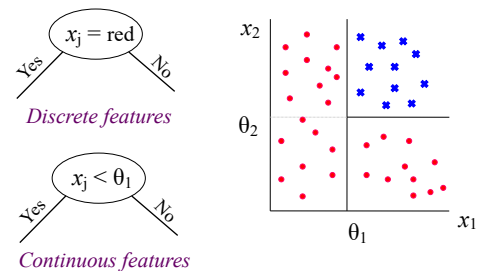 xⱼ = red
Yes
No
Discrete features
xⱼ < θ₁
Yes
No
Continuous features
x₂
θ₂
θ₁
x₁